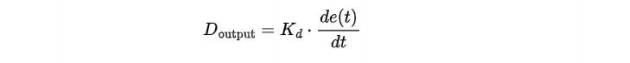 D_output = K_d · de(t)/dt